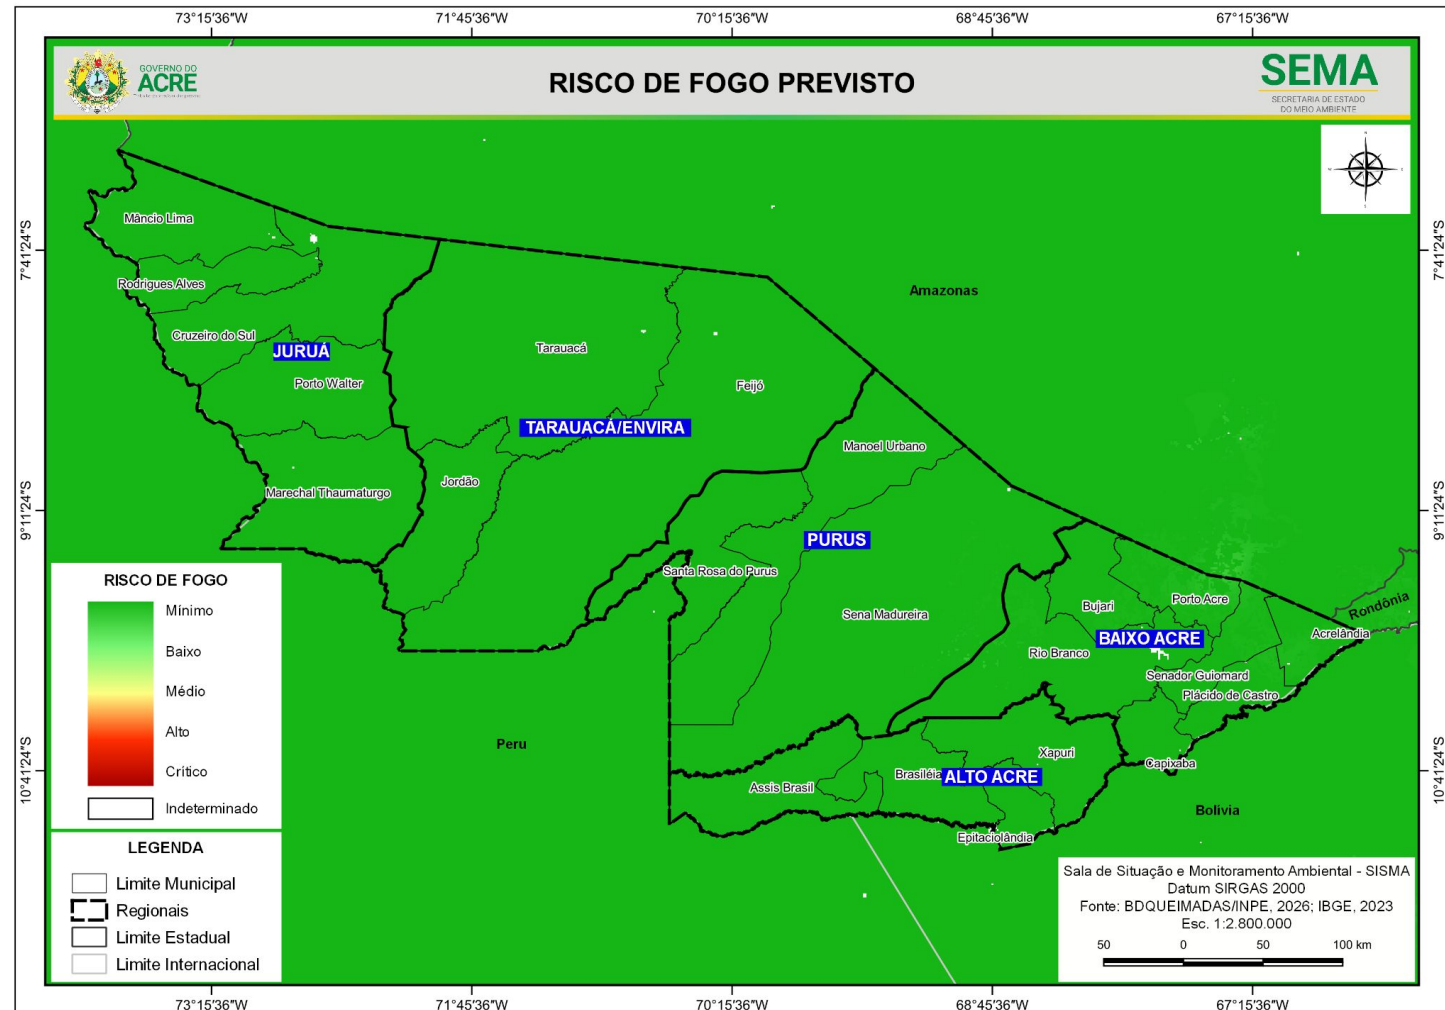 73°15'36"W 71°45'36"W 70°15'36"W 68°45'36"W 67°15'36"W
GOVERNO DO
ACRE
RISCO DE FOGO PREVISTO
SEMA
SECRETARIA DE ESTADO
DO MEIO AMBIENTE
N
7°41'24"S
7°41'24"S
Mâncio Lima
Rodrigues Alves
Amazonas
Cruzeiro do Sul
JURUÁ
Tarauacá
Porto Walter
Feijó
TARAUACÁ/ENVIRA
Manoel Urbano
Jordão
Marechal Thaumaturgo
9°11'24"S
9°11'24"S
PURUS
Santa Rosa do Purus
Sena Madureira
Bujari
Porto Acre
Rondônia
Acrelândia
BAIXO ACRE
Rio Branco
Senador Guiomard
Plácido de Castro
Peru
Xapuri
Capixaba
Brasiléia
ALTO ACRE
Assis Brasil
Bolivia
Epitaciolândia
10°41'24"S
10°41'24"S
RISCO DE FOGO
Mínimo
Baixo
Médio
Alto
Crítico
Indeterminado
LEGENDA
Limite Municipal
Regionais
Limite Estadual
Limite Internacional
Sala de Situação e Monitoramento Ambiental - SISMA
Datum SIRGAS 2000
Fonte: BDQUEIMADAS/INPE, 2026; IBGE, 2023
Esc. 1:2.800.000
50 0 50 100 km
73°15'36"W 71°45'36"W 70°15'36"W 68°45'36"W 67°15'36"W